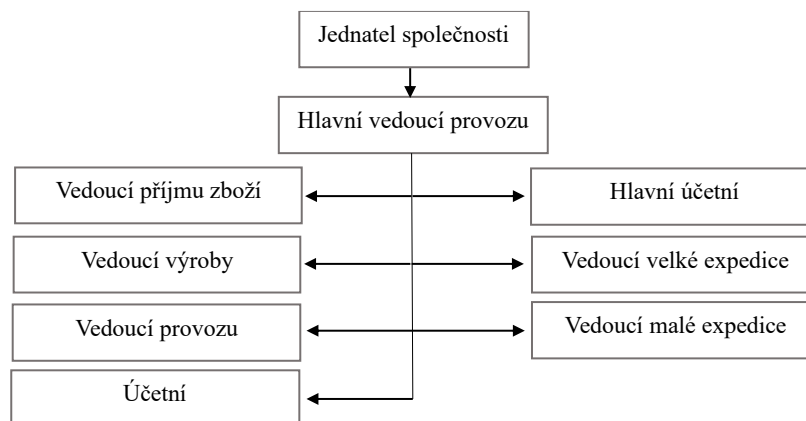 Jednatel společnosti
Hlavní vedoucí provozu
Vedoucí příjmu zboží
Hlavní účetní
Vedoucí výroby
Vedoucí velké expedice
Vedoucí provozu
Vedoucí malé expedice
Účetní